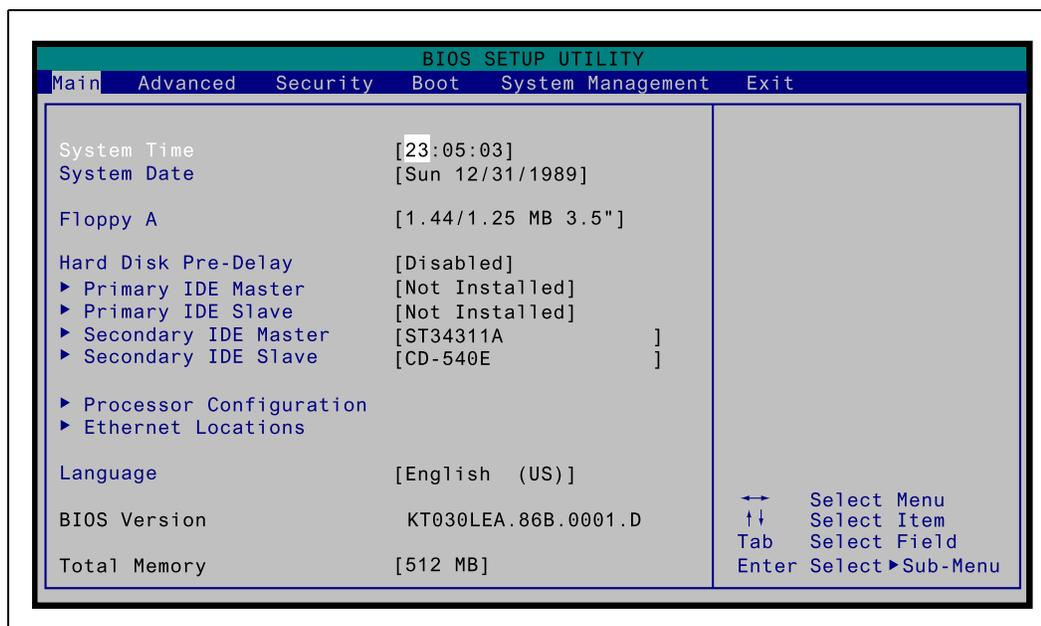 BIOS SETUP UTILITY
Main Advanced Security Boot System Management Exit
System Time [23:05:03]
System Date [Sun 12/31/1989]
Floppy A [1.44/1.25 MB 3.5"]
Hard Disk Pre-Delay [Disabled]
▶ Primary IDE Master [Not Installed]
▶ Primary IDE Slave [Not Installed]
▶ Secondary IDE Master [ST34311A ]
▶ Secondary IDE Slave [CD-540E ]
▶ Processor Configuration
▶ Ethernet Locations
Language [English (US)]
BIOS Version KT030LEA.86B.0001.D
Total Memory [512 MB]
↔ Select Menu
↑↓ Select Item
Tab Select Field
Enter Select ▶ Sub-Menu